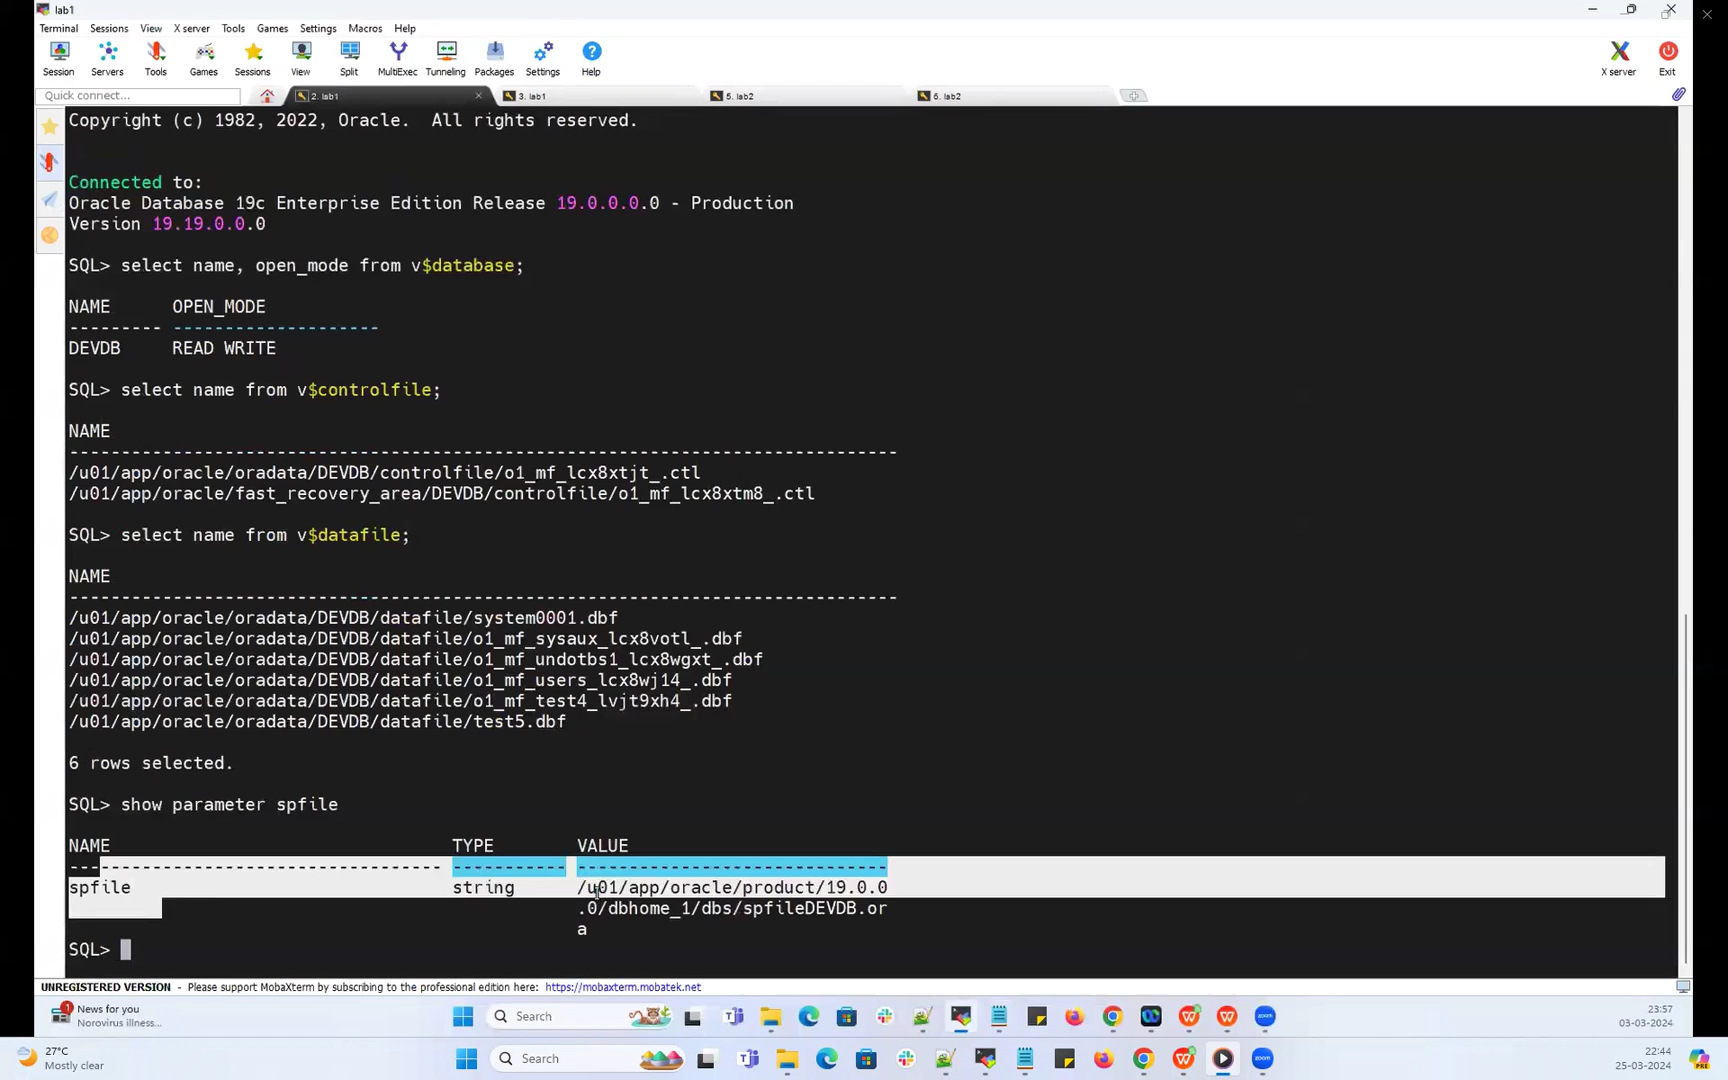 lab1
Terminal Sessions View X server Tools Games Settings Macros Help
Session Servers Tools Games Sessions View Split MultiExec Tunneling Packages Settings Help X server Exit
Quick connect... 2. lab1 3. lab1 5. lab2 6. lab2
Copyright (c) 1982, 2022, Oracle.  All rights reserved.
Connected to:
Oracle Database 19c Enterprise Edition Release 19.0.0.0.0 - Production
Version 19.19.0.0.0
SQL> select name, open_mode from v$database;
NAME      OPEN_MODE
--------- --------------------
DEVDB     READ WRITE
SQL> select name from v$controlfile;
NAME
--------------------------------------------------------------------------------
/u01/app/oracle/oradata/DEVDB/controlfile/o1_mf_lcx8xtjt_.ctl
/u01/app/oracle/fast_recovery_area/DEVDB/controlfile/o1_mf_lcx8xtm8_.ctl
SQL> select name from v$datafile;
NAME
--------------------------------------------------------------------------------
/u01/app/oracle/oradata/DEVDB/datafile/system0001.dbf
/u01/app/oracle/oradata/DEVDB/datafile/o1_mf_sysaux_lcx8votl_.dbf
/u01/app/oracle/oradata/DEVDB/datafile/o1_mf_undotbs1_lcx8wgxt_.dbf
/u01/app/oracle/oradata/DEVDB/datafile/o1_mf_users_lcx8wj14_.dbf
/u01/app/oracle/oradata/DEVDB/datafile/o1_mf_test4_lvjt9xh4_.dbf
/u01/app/oracle/oradata/DEVDB/datafile/test5.dbf
6 rows selected.
SQL> show parameter spfile
NAME                                 TYPE        VALUE
------------------------------------ ----------- ------------------------------
spfile                               string      /u01/app/oracle/product/19.0.0
.0/dbhome_1/dbs/spfileDEVDB.or
a
SQL>
UNREGISTERED VERSION - Please support MobaXterm by subscribing to the professional edition here: https://mobaxterm.mobatek.net
1 News for you Search 23:57
Norovirus illness... 03-03-2024
27°C Search 22:44
Mostly clear 25-03-2024